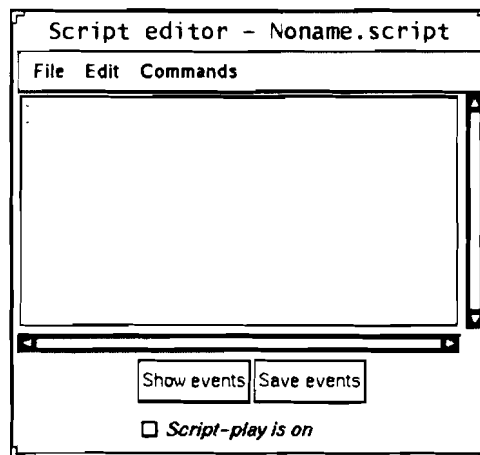 Script editor - Noname.script
File Edit Commands
Show events Save events
Script-play is on